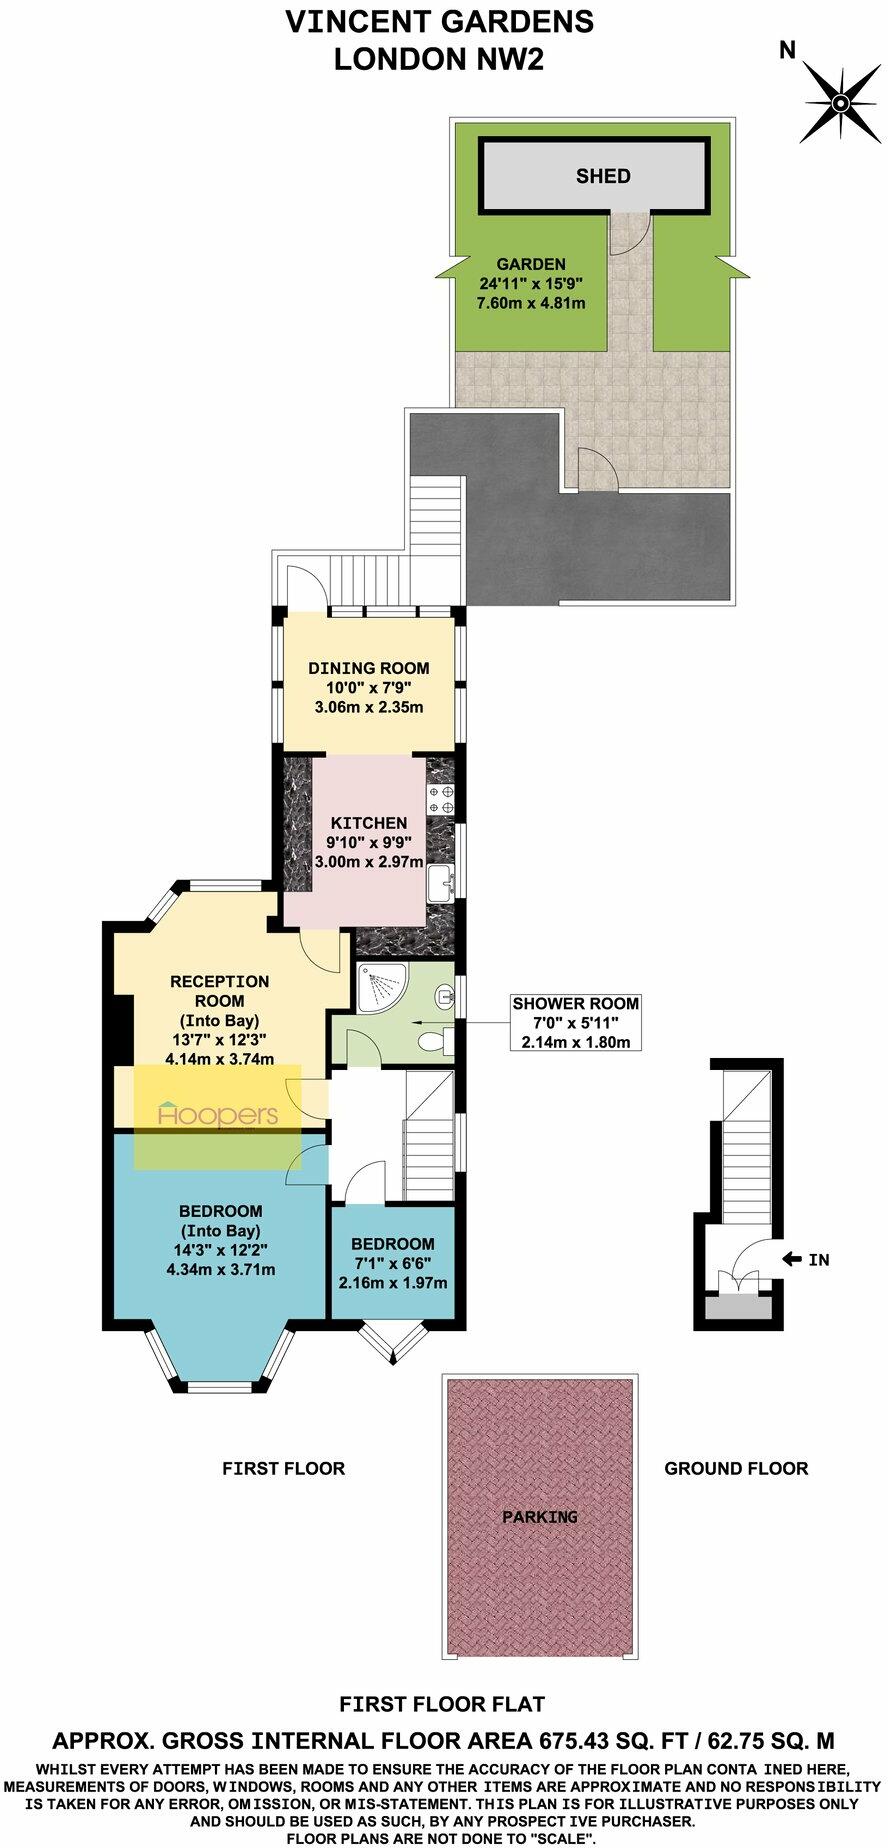 VINCENT GARDENS
LONDON NW2
N
SHED
GARDEN
24'11" x 15'9"
7.60m x 4.81m
DINING ROOM
10'0" x 7'9"
3.06m x 2.35m
KITCHEN
9'10" x 9'9"
3.00m x 2.97m
RECEPTION
ROOM
(Into Bay)
13'7" x 12'3"
4.14m x 3.74m
SHOWER ROOM
7'0" x 5'11"
2.14m x 1.80m
Hoopers
BEDROOM
(Into Bay)
14'3" x 12'2"
4.34m x 3.71m
BEDROOM
7'1" x 6'6"
2.16m x 1.97m
IN
FIRST FLOOR
GROUND FLOOR
PARKING
FIRST FLOOR FLAT
APPROX. GROSS INTERNAL FLOOR AREA 675.43 SQ. FT / 62.75 SQ. M
WHILST EVERY ATTEMPT HAS BEEN MADE TO ENSURE THE ACCURACY OF THE FLOOR PLAN CONTA INED HERE,
MEASUREMENTS OF DOORS, WINDOWS, ROOMS AND ANY OTHER ITEMS ARE APPROXIMATE AND NO RESPONSIBILITY
IS TAKEN FOR ANY ERROR, OMISSION, OR MIS-STATEMENT. THIS PLAN IS FOR ILLUSTRATIVE PURPOSES ONLY
AND SHOULD BE USED AS SUCH, BY ANY PROSPECT IVE PURCHASER.
FLOOR PLANS ARE NOT DONE TO "SCALE".